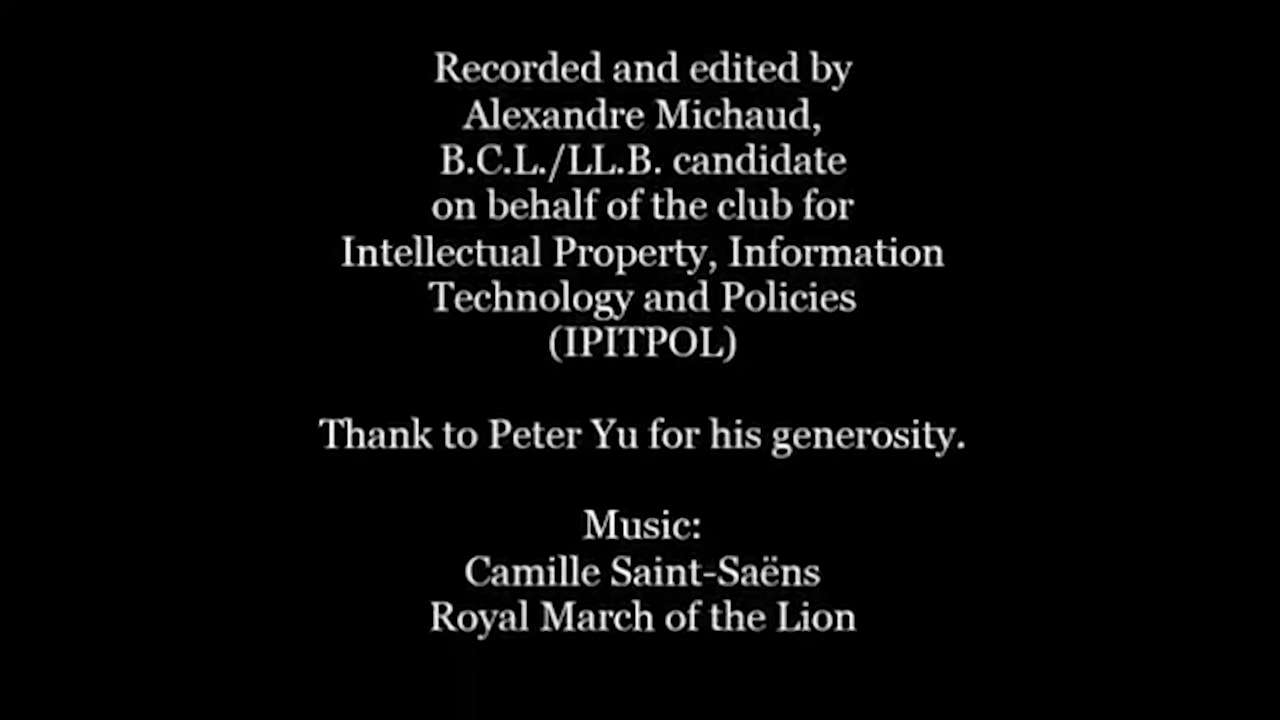 Recorded and edited by
Alexandre Michaud,
B.C.L./LL.B. candidate
on behalf of the club for
Intellectual Property, Information
Technology and Policies
(IPITPOL)
Thank to Peter Yu for his generosity.
Music:
Camille Saint-Saëns
Royal March of the Lion